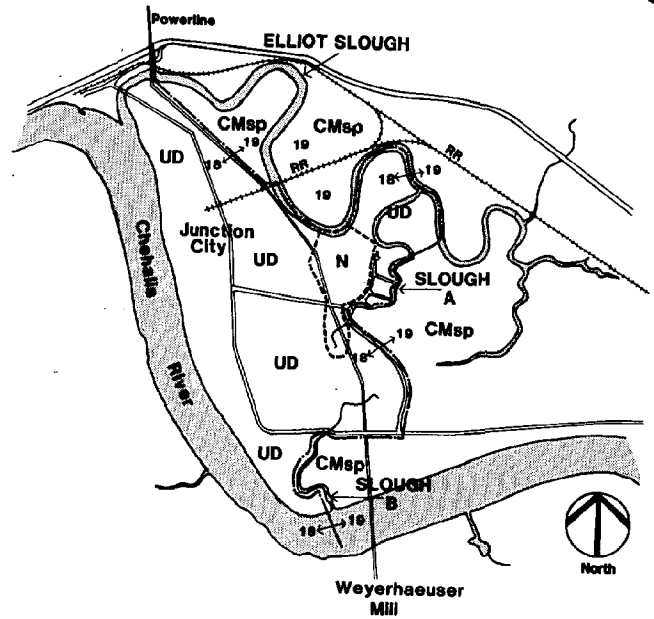 Powerline
ELLIOT SLOUGH
CMsp
CMsp
UD
18 19
19
RR
RR
19
18 19
UD
Junction
City
Chehalis
River
UD
N
SLOUGH
A
CMsp
18 19
UD
UD
CMsp
SLOUGH
B
18 19
North
Weyerhaeuser
Mill